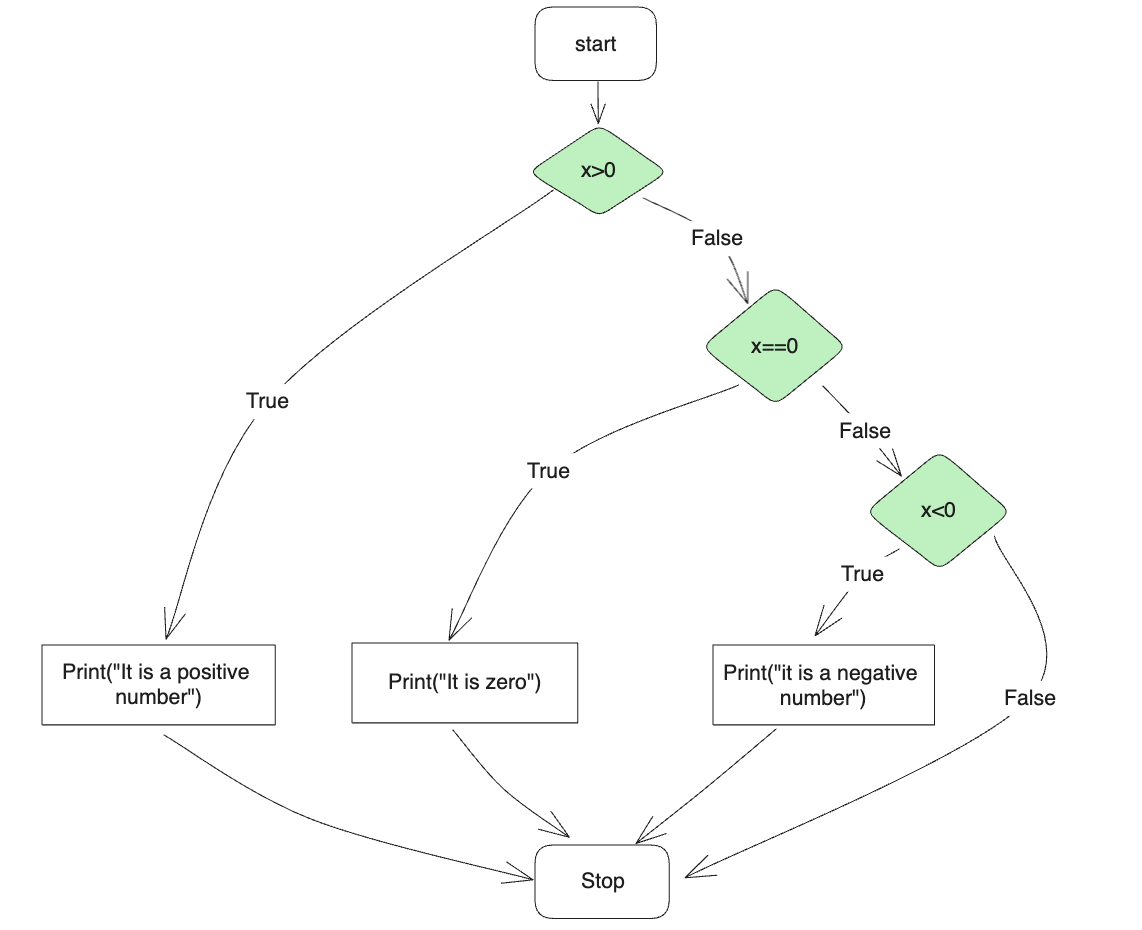 start
x>0
False
x==0
True
False
True
x<0
True
Print("It is a positive
number")
Print("It is zero")
Print("it is a negative
number")
False
Stop